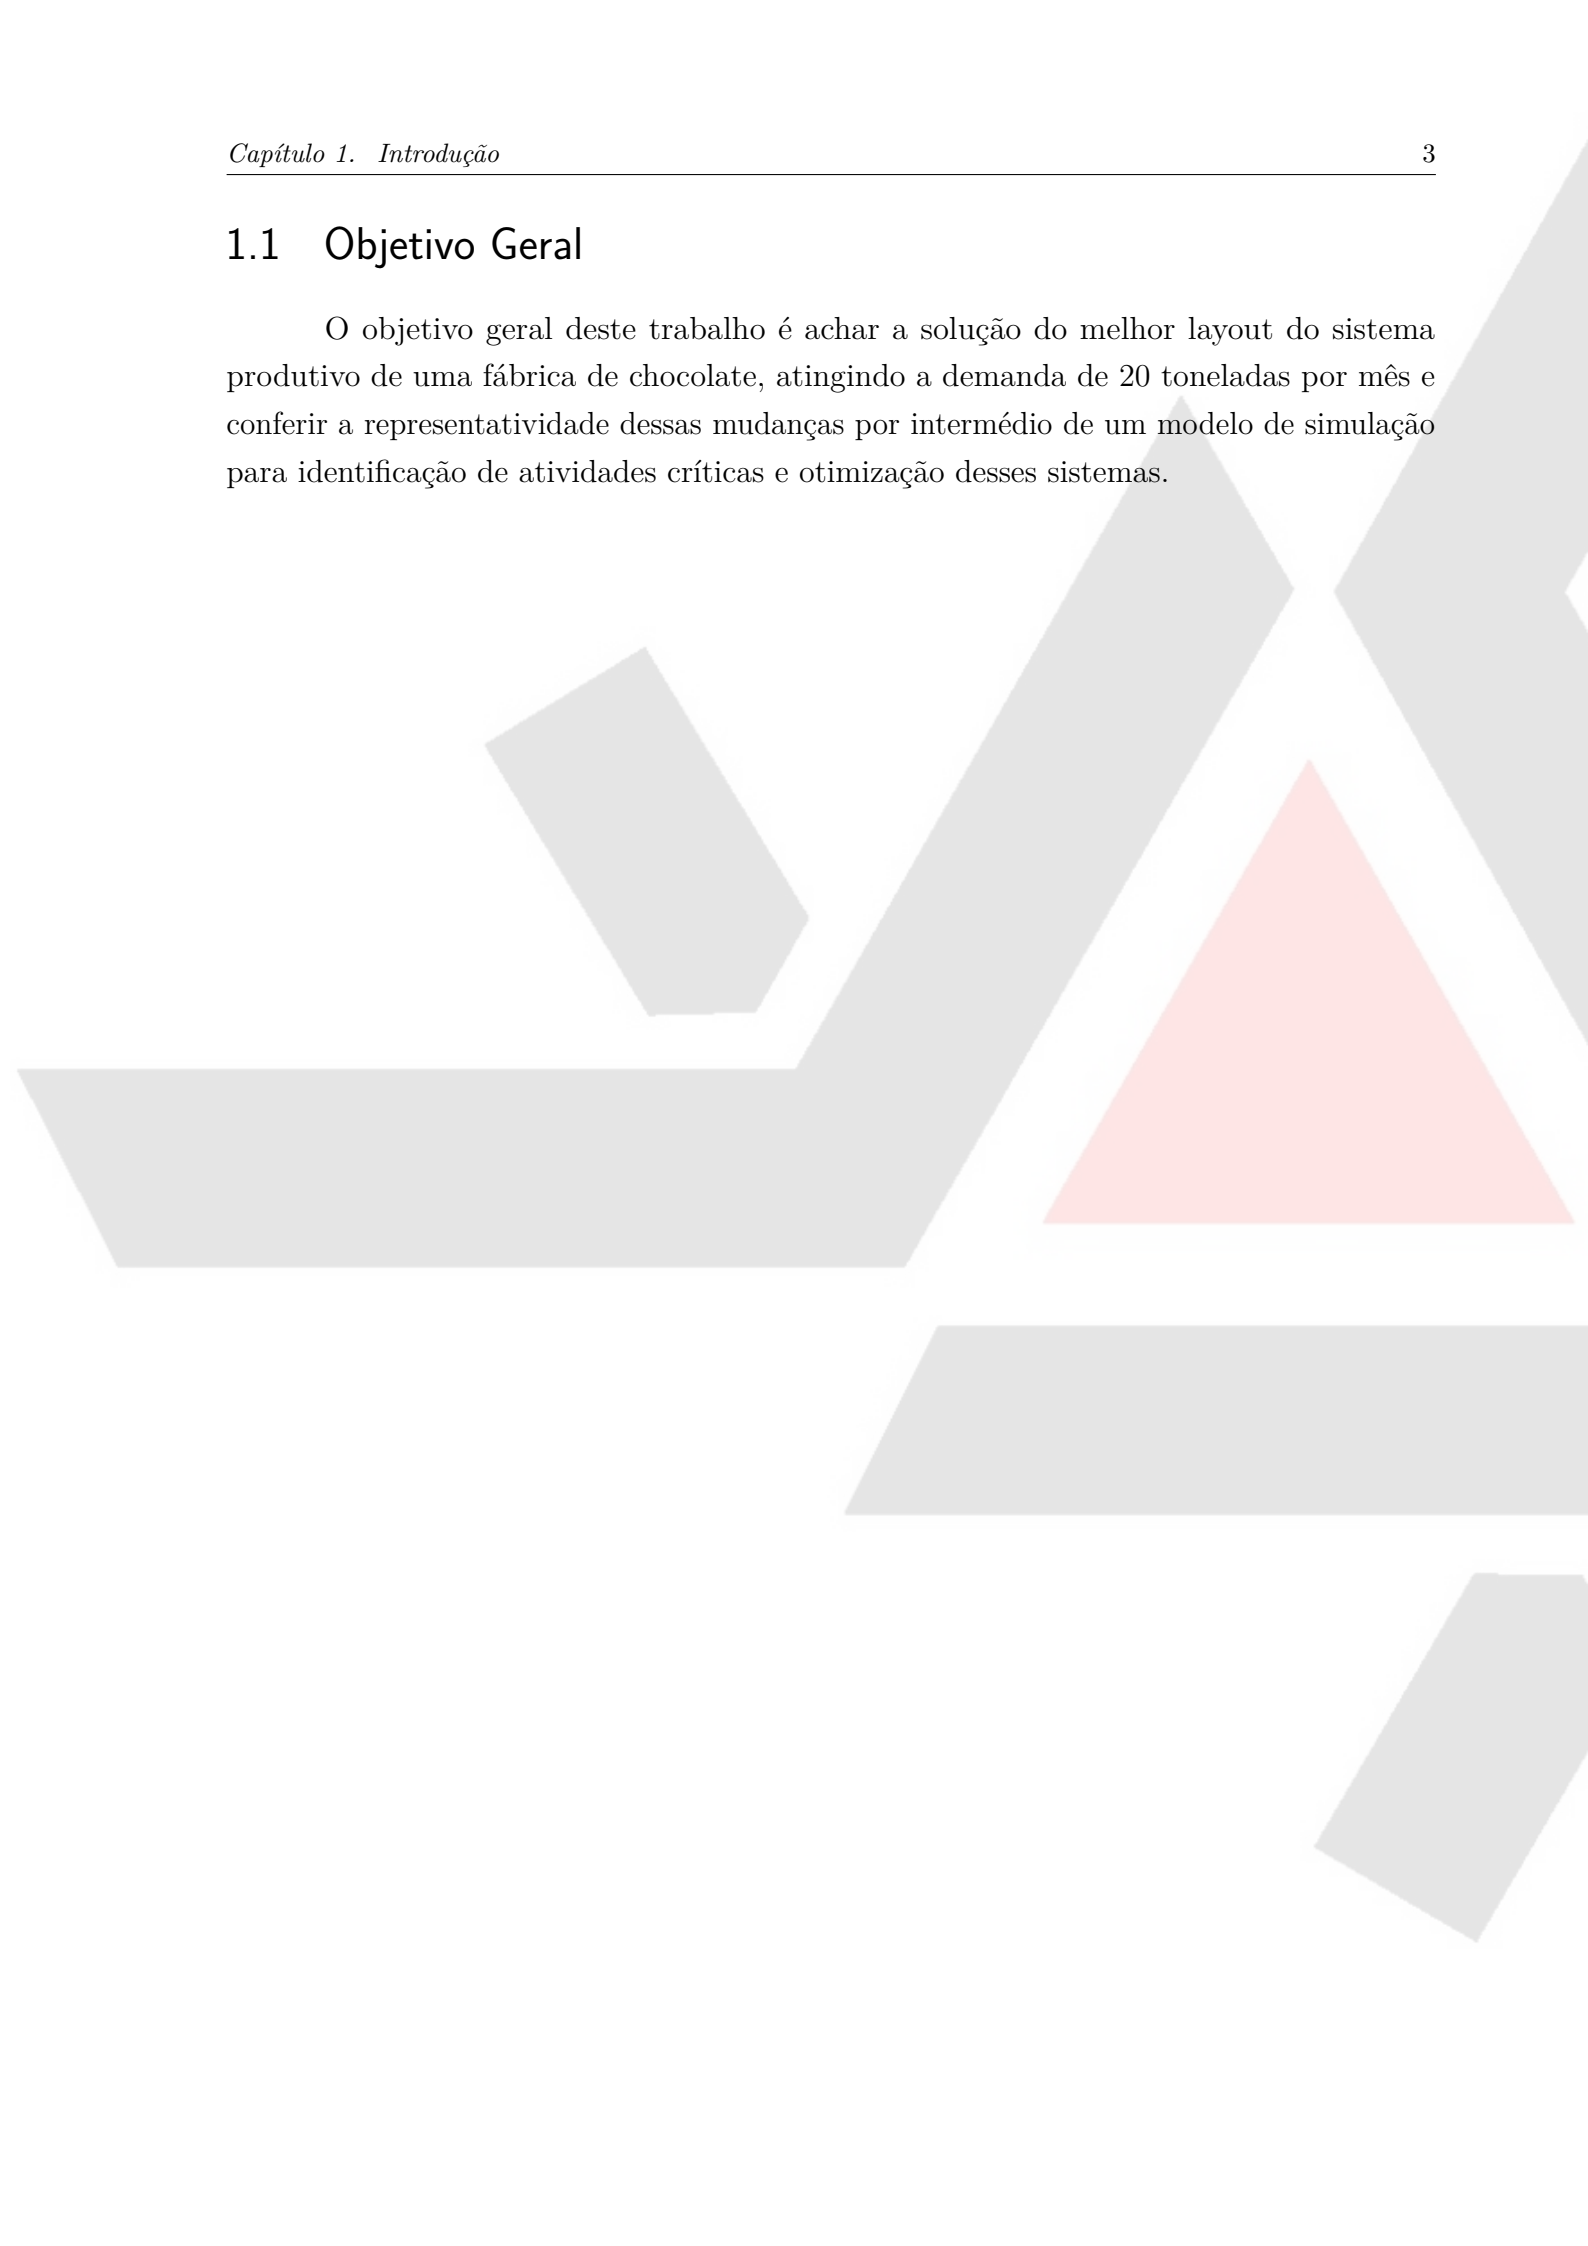 Capítulo 1. Introdução 3
1.1 Objetivo Geral
O objetivo geral deste trabalho é achar a solução do melhor layout do sistema
produtivo de uma fábrica de chocolate, atingindo a demanda de 20 toneladas por mês e
conferir a representatividade dessas mudanças por intermédio de um modelo de simulação
para identificação de atividades críticas e otimização desses sistemas.